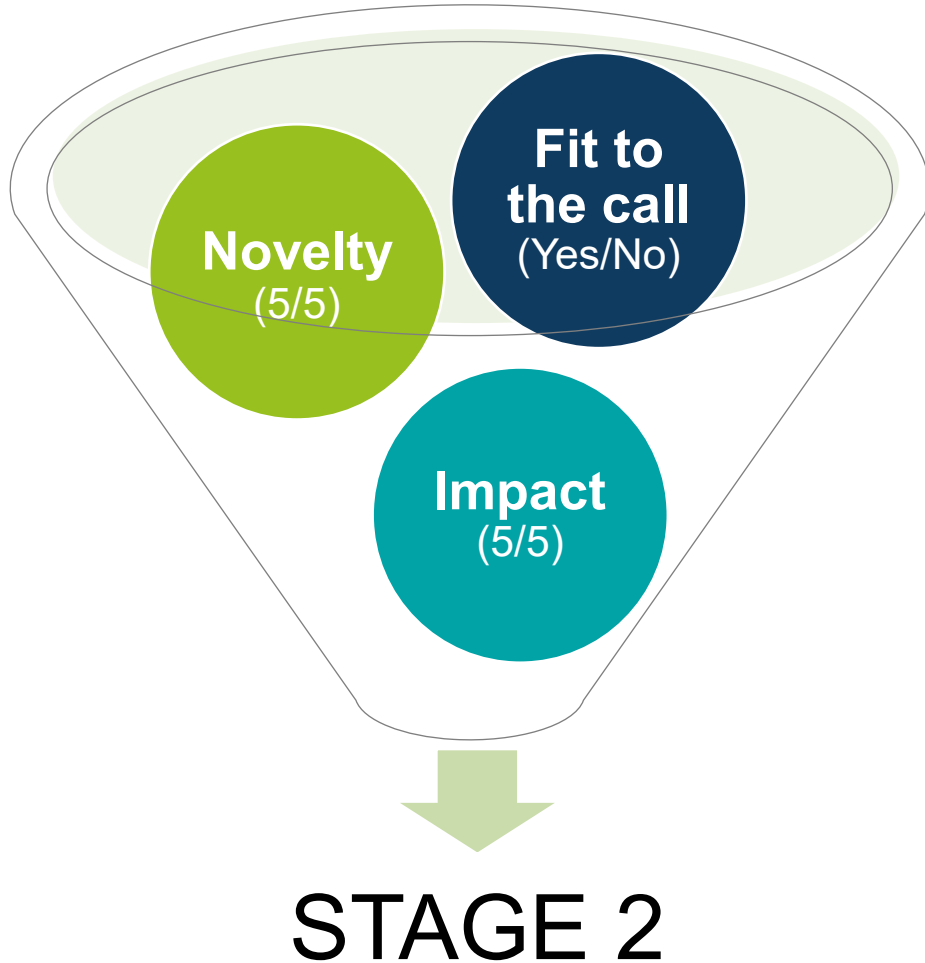 Novelty
(5/5)
Fit to
the call
(Yes/No)
Impact
(5/5)
STAGE 2